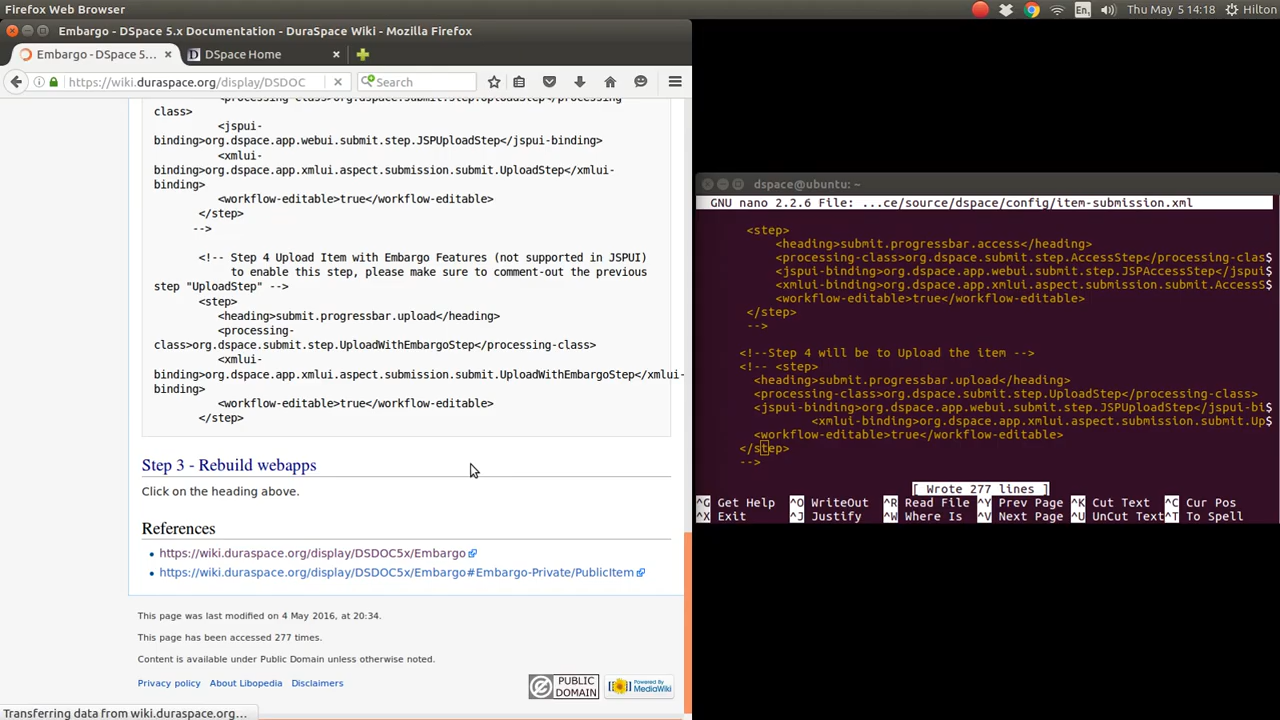 Firefox Web Browser
En
Thu May 5 14:18
Hilton
Embargo - DSpace 5.x Documentation - DuraSpace Wiki - Mozilla Firefox
Embargo - DSpace 5...
DSpace Home
https://wiki.duraspace.org/display/DSDOC
Search
class>
<jspui-
binding>org.dspace.app.webui.submit.step.JSPUploadStep</jspui-binding>
<xmlui-
binding>org.dspace.app.xmlui.aspect.submission.submit.UploadStep</xmlui-
binding>
<workflow-editable>true</workflow-editable>
</step>
-->
<!-- Step 4 Upload Item with Embargo Features (not supported in JSPUI)
to enable this step, please make sure to comment-out the previous
step "UploadStep" -->
<step>
<heading>submit.progressbar.upload</heading>
<processing-
class>org.dspace.submit.step.UploadWithEmbargoStep</processing-class>
<xmlui-
binding>org.dspace.app.xmlui.aspect.submission.submit.UploadWithEmbargoStep</xmlui-
binding>
<workflow-editable>true</workflow-editable>
</step>
Step 3 - Rebuild webapps
Click on the heading above.
References
https://wiki.duraspace.org/display/DSDOC5x/Embargo
https://wiki.duraspace.org/display/DSDOC5x/Embargo#Embargo-Private/PublicItem
This page was last modified on 4 May 2016, at 20:34.
This page has been accessed 277 times.
Content is available under Public Domain unless otherwise noted.
Privacy policy About Libopedia Disclaimers
PUBLIC DOMAIN
Powered By MediaWiki
Transferring data from wiki.duraspace.org...
dspace@ubuntu: ~
GNU nano 2.2.6 File: ...ce/source/dspace/config/item-submission.xml
<step>
<heading>submit.progressbar.access</heading>
<processing-class>org.dspace.submit.step.AccessStep</processing-clas$
<jspui-binding>org.dspace.app.webui.submit.step.JSPAccessStep</jspui$
<xmlui-binding>org.dspace.app.xmlui.aspect.submission.submit.AccessS$
<workflow-editable>true</workflow-editable>
</step>
-->
<!--Step 4 will be to Upload the item -->
<!-- <step>
<heading>submit.progressbar.upload</heading>
<processing-class>org.dspace.submit.step.UploadStep</processing-class>
<jspui-binding>org.dspace.app.webui.submit.step.JSPUploadStep</jspui-bi$
<xmlui-binding>org.dspace.app.xmlui.aspect.submission.submit.Up$
<workflow-editable>true</workflow-editable>
</step>
-->
[ Wrote 277 lines ]
^G Get Help ^O WriteOut ^R Read File ^Y Prev Page ^K Cut Text ^C Cur Pos
^X Exit ^J Justify ^W Where Is ^V Next Page ^U UnCut Text ^T To Spell